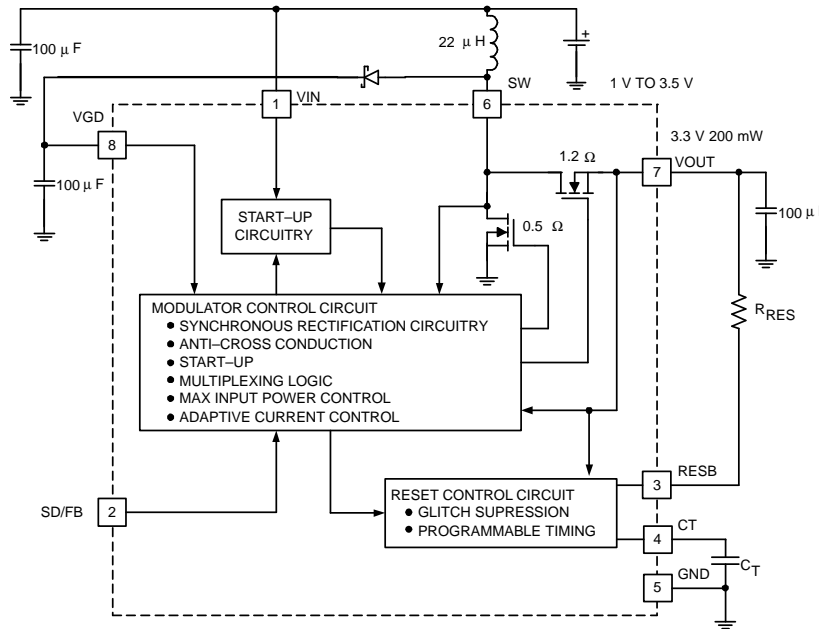 100 μ F
22 μ H
+
SW
1 V TO 3.5 V
1
VIN
6
VGD
8
3.3 V 200 mW
1.2 Ω
VOUT
7
100 μ F
START–UP
CIRCUITRY
0.5 Ω
100 μ
MODULATOR CONTROL CIRCUIT
● SYNCHRONOUS RECTIFICATION CIRCUITRY
● ANTI–CROSS CONDUCTION
● START–UP
● MULTIPLEXING LOGIC
● MAX INPUT POWER CONTROL
● ADAPTIVE CURRENT CONTROL
RRES
RESB
3
SD/FB
2
RESET CONTROL CIRCUIT
● GLITCH SUPRESSION
● PROGRAMMABLE TIMING
CT
4
CT
GND
5